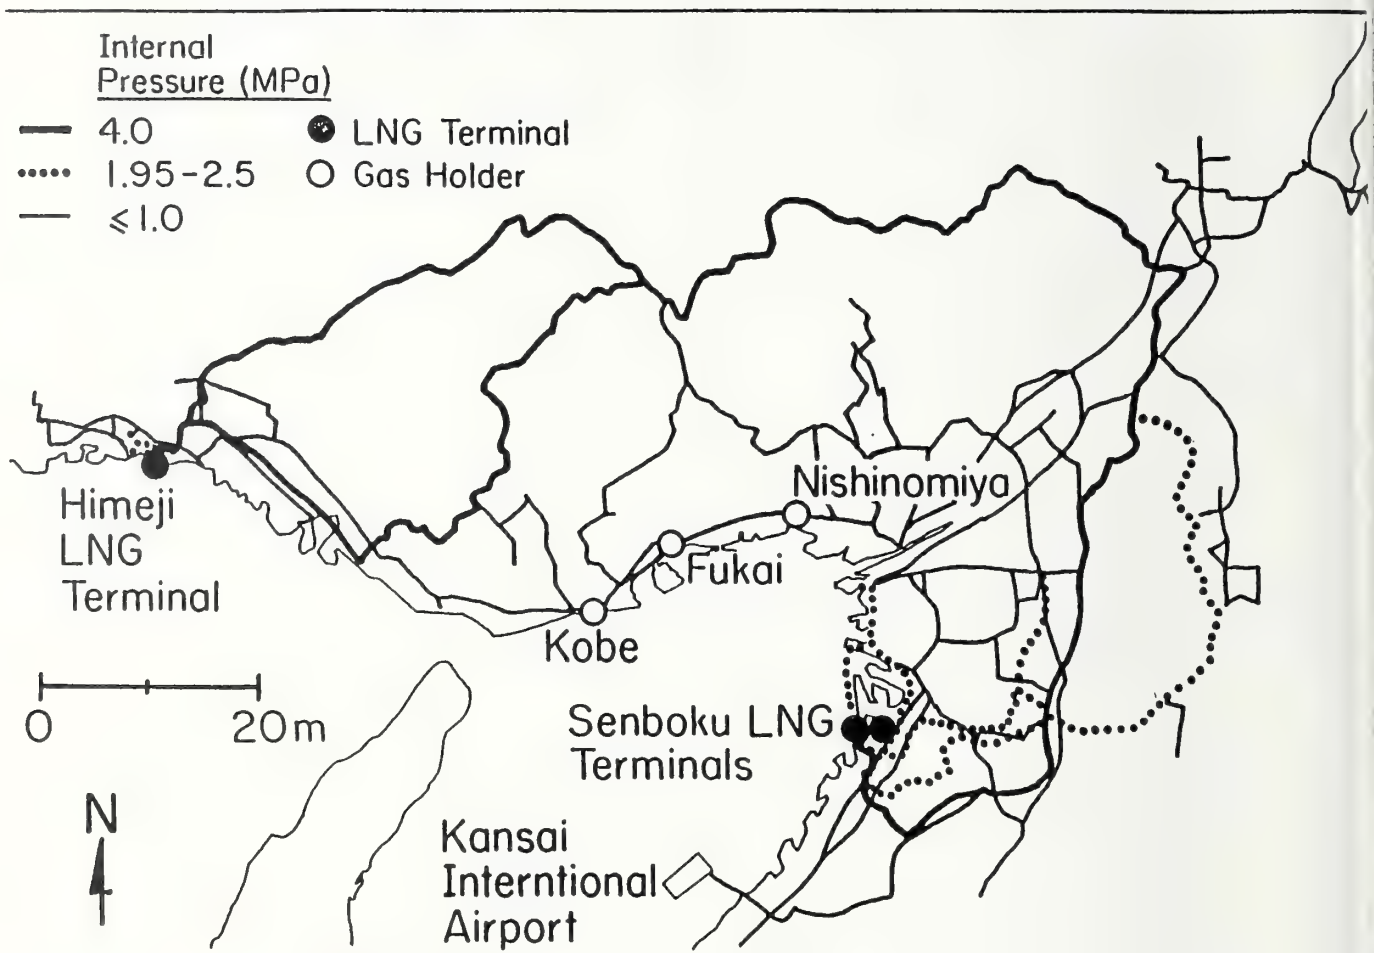 Internal
Pressure (MPa)
4.0
LNG Terminal
1.95-2.5
Gas Holder
≤1.0
Nishinomiya
Himeji
LNG
Terminal
Fukai
Kobe
0
20m
Senboku LNG
Terminals
N
Kansai
Interntional
Airport